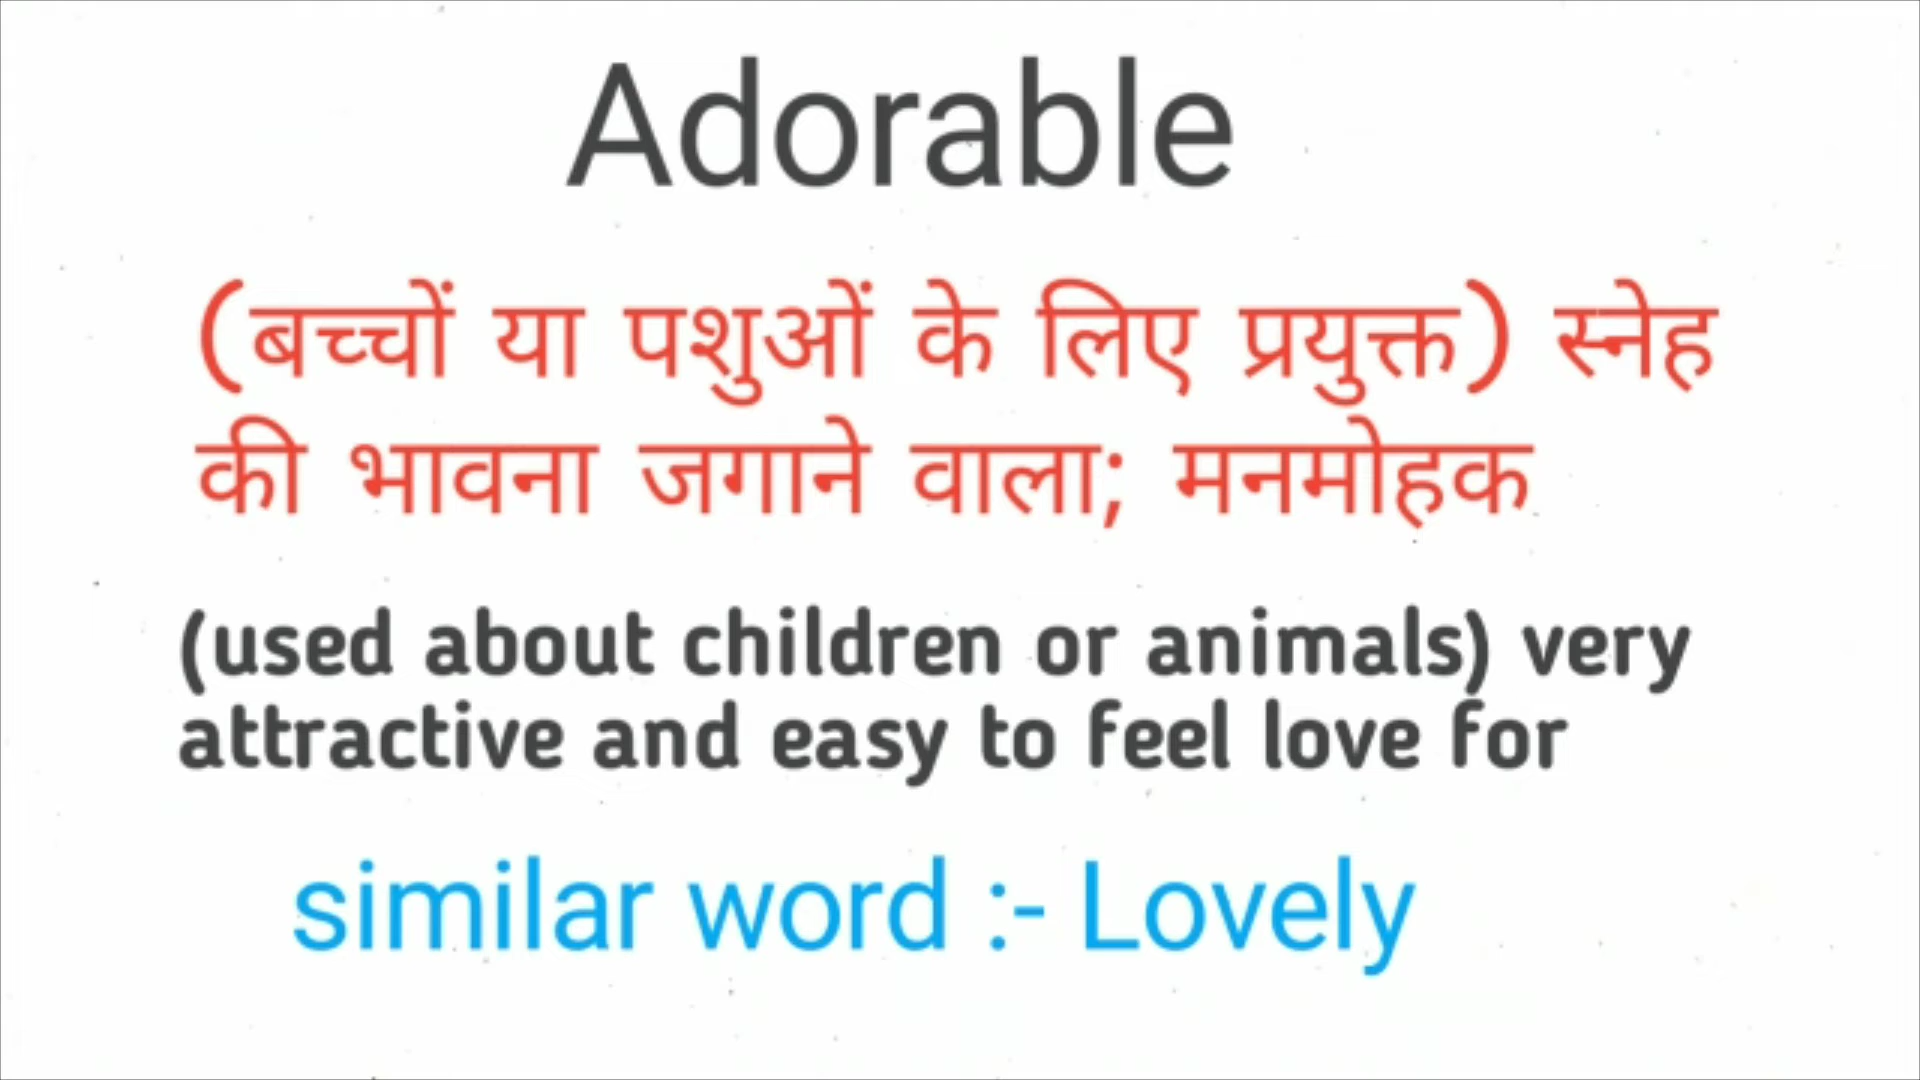 Adorable
(बच्चों या पशुओं के लिए प्रयुक्त) स्नेह
की भावना जगाने वाला; मनमोहक
(used about children or animals) very
attractive and easy to feel love for
similar word :- Lovely